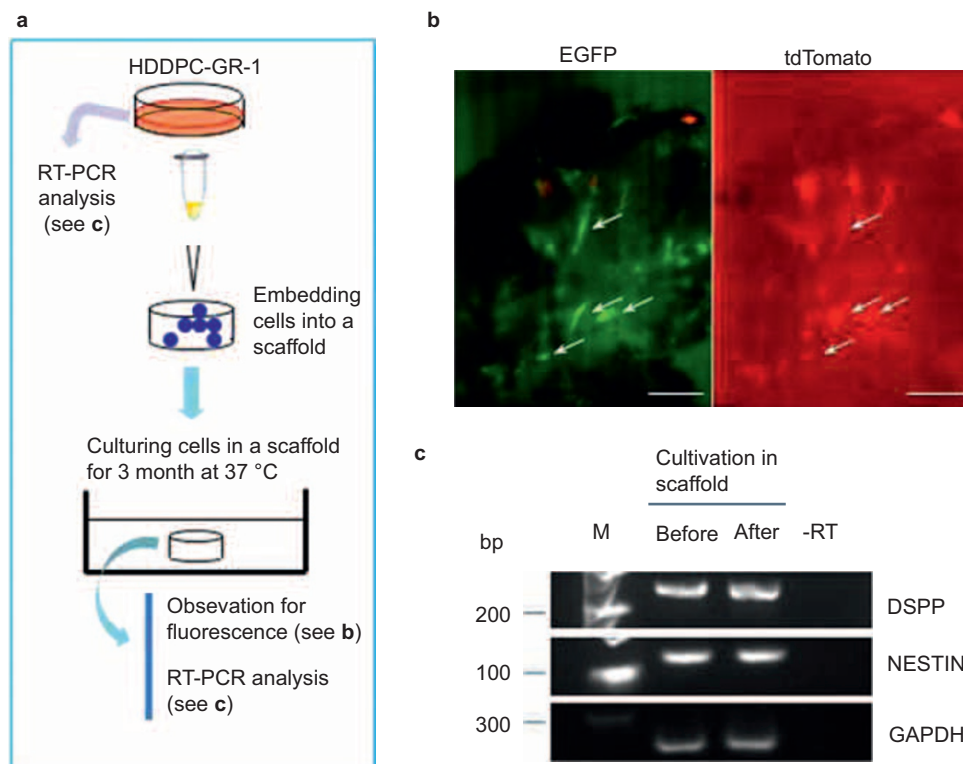 a
HDDPC-GR-1
RT-PCR
analysis
(see c)
Embedding
cells into a
scaffold
Culturing cells in a scaffold
for 3 month at 37 °C
Obsevation for
fluorescence (see b)
RT-PCR analysis
(see c)
b
EGFP tdTomato
c
Cultivation in
scaffold
bp M Before After -RT
200 DSPP
100 NESTIN
300 GAPDH